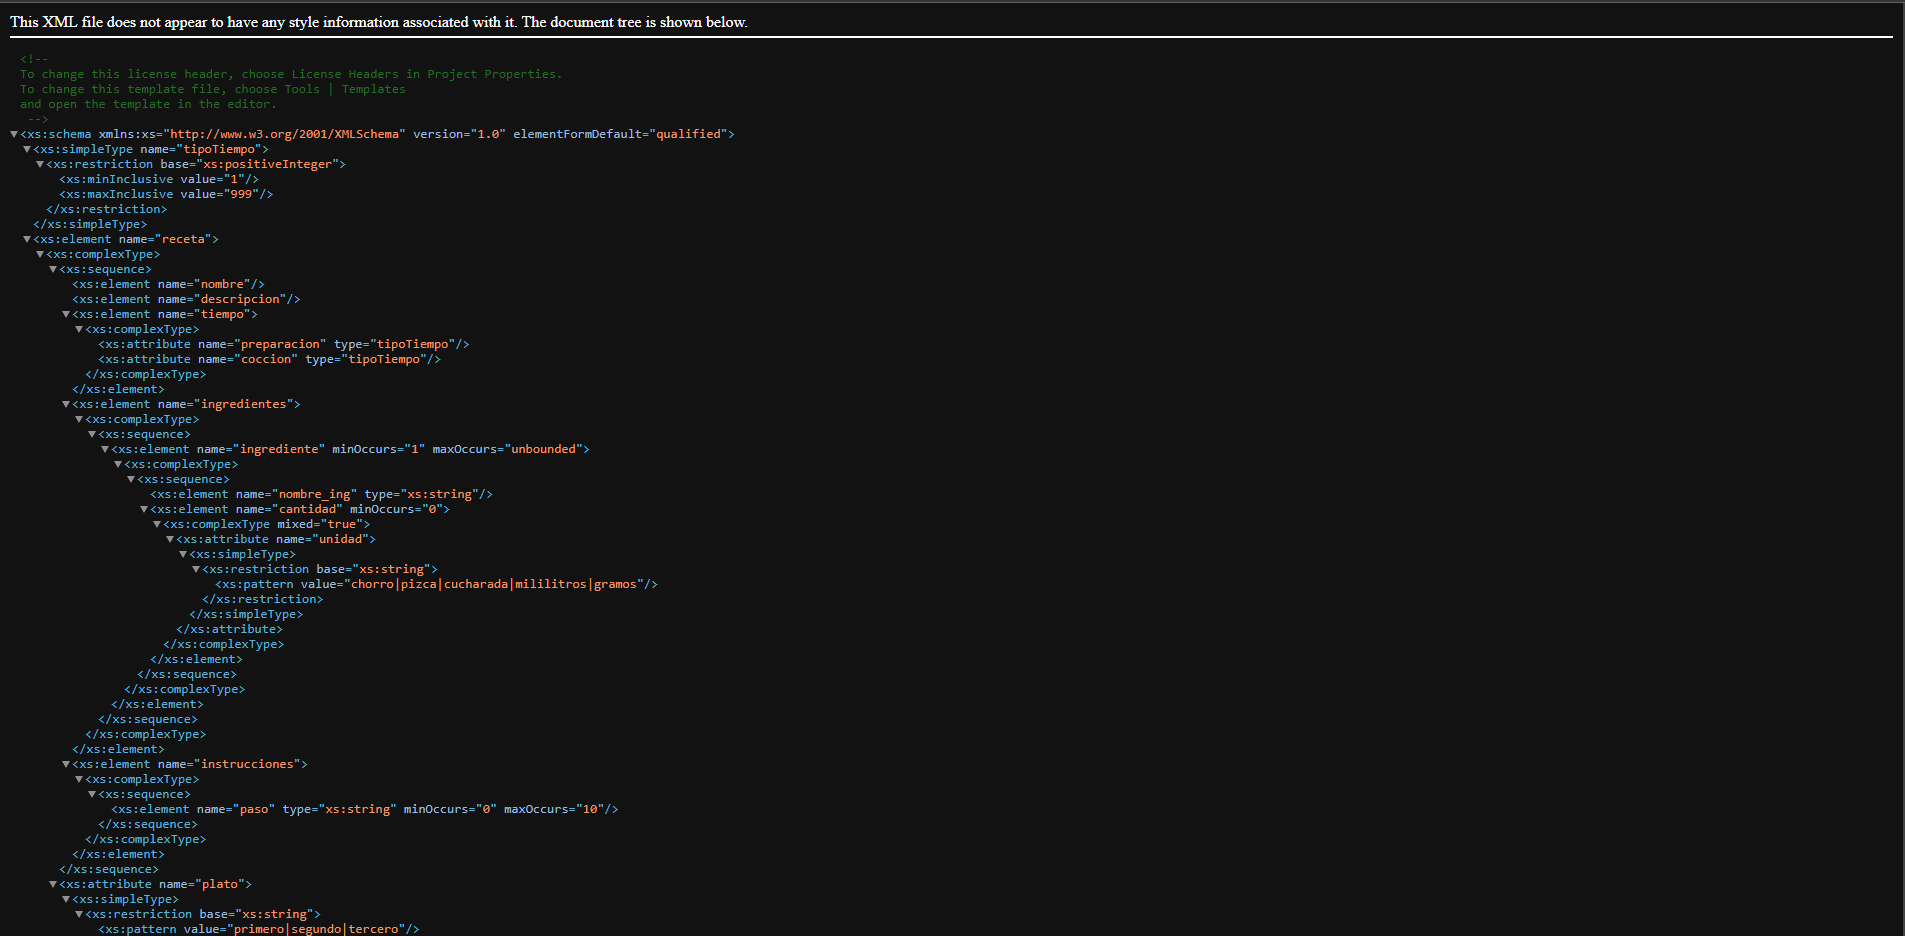 This XML file does not appear to have any style information associated with it. The document tree is shown below.
<!--
To change this license header, choose License Headers in Project Properties.
To change this template file, choose Tools | Templates
and open the template in the editor.
-->
▼<xs:schema xmlns:xs="http://www.w3.org/2001/XMLSchema" version="1.0" elementFormDefault="qualified">
▼<xs:simpleType name="tipoTiempo">
▼<xs:restriction base="xs:positiveInteger">
<xs:minInclusive value="1"/>
<xs:maxInclusive value="999"/>
</xs:restriction>
</xs:simpleType>
▼<xs:element name="receta">
▼<xs:complexType>
▼<xs:sequence>
<xs:element name="nombre"/>
<xs:element name="descripcion"/>
▼<xs:element name="tiempo">
▼<xs:complexType>
<xs:attribute name="preparacion" type="tipoTiempo"/>
<xs:attribute name="coccion" type="tipoTiempo"/>
</xs:complexType>
</xs:element>
▼<xs:element name="ingredientes">
▼<xs:complexType>
▼<xs:sequence>
▼<xs:element name="ingrediente" minOccurs="1" maxOccurs="unbounded">
▼<xs:complexType>
▼<xs:sequence>
<xs:element name="nombre_ing" type="xs:string"/>
▼<xs:element name="cantidad" minOccurs="0">
▼<xs:complexType mixed="true">
▼<xs:attribute name="unidad">
▼<xs:simpleType>
▼<xs:restriction base="xs:string">
<xs:pattern value="chorro|pizca|cucharada|mililitros|gramos"/>
</xs:restriction>
</xs:simpleType>
</xs:attribute>
</xs:complexType>
</xs:element>
</xs:sequence>
</xs:complexType>
</xs:element>
</xs:sequence>
</xs:complexType>
</xs:element>
▼<xs:element name="instrucciones">
▼<xs:complexType>
▼<xs:sequence>
<xs:element name="paso" type="xs:string" minOccurs="0" maxOccurs="10"/>
</xs:sequence>
</xs:complexType>
</xs:element>
</xs:sequence>
▼<xs:attribute name="plato">
▼<xs:simpleType>
▼<xs:restriction base="xs:string">
<xs:pattern value="primero|segundo|tercero"/>